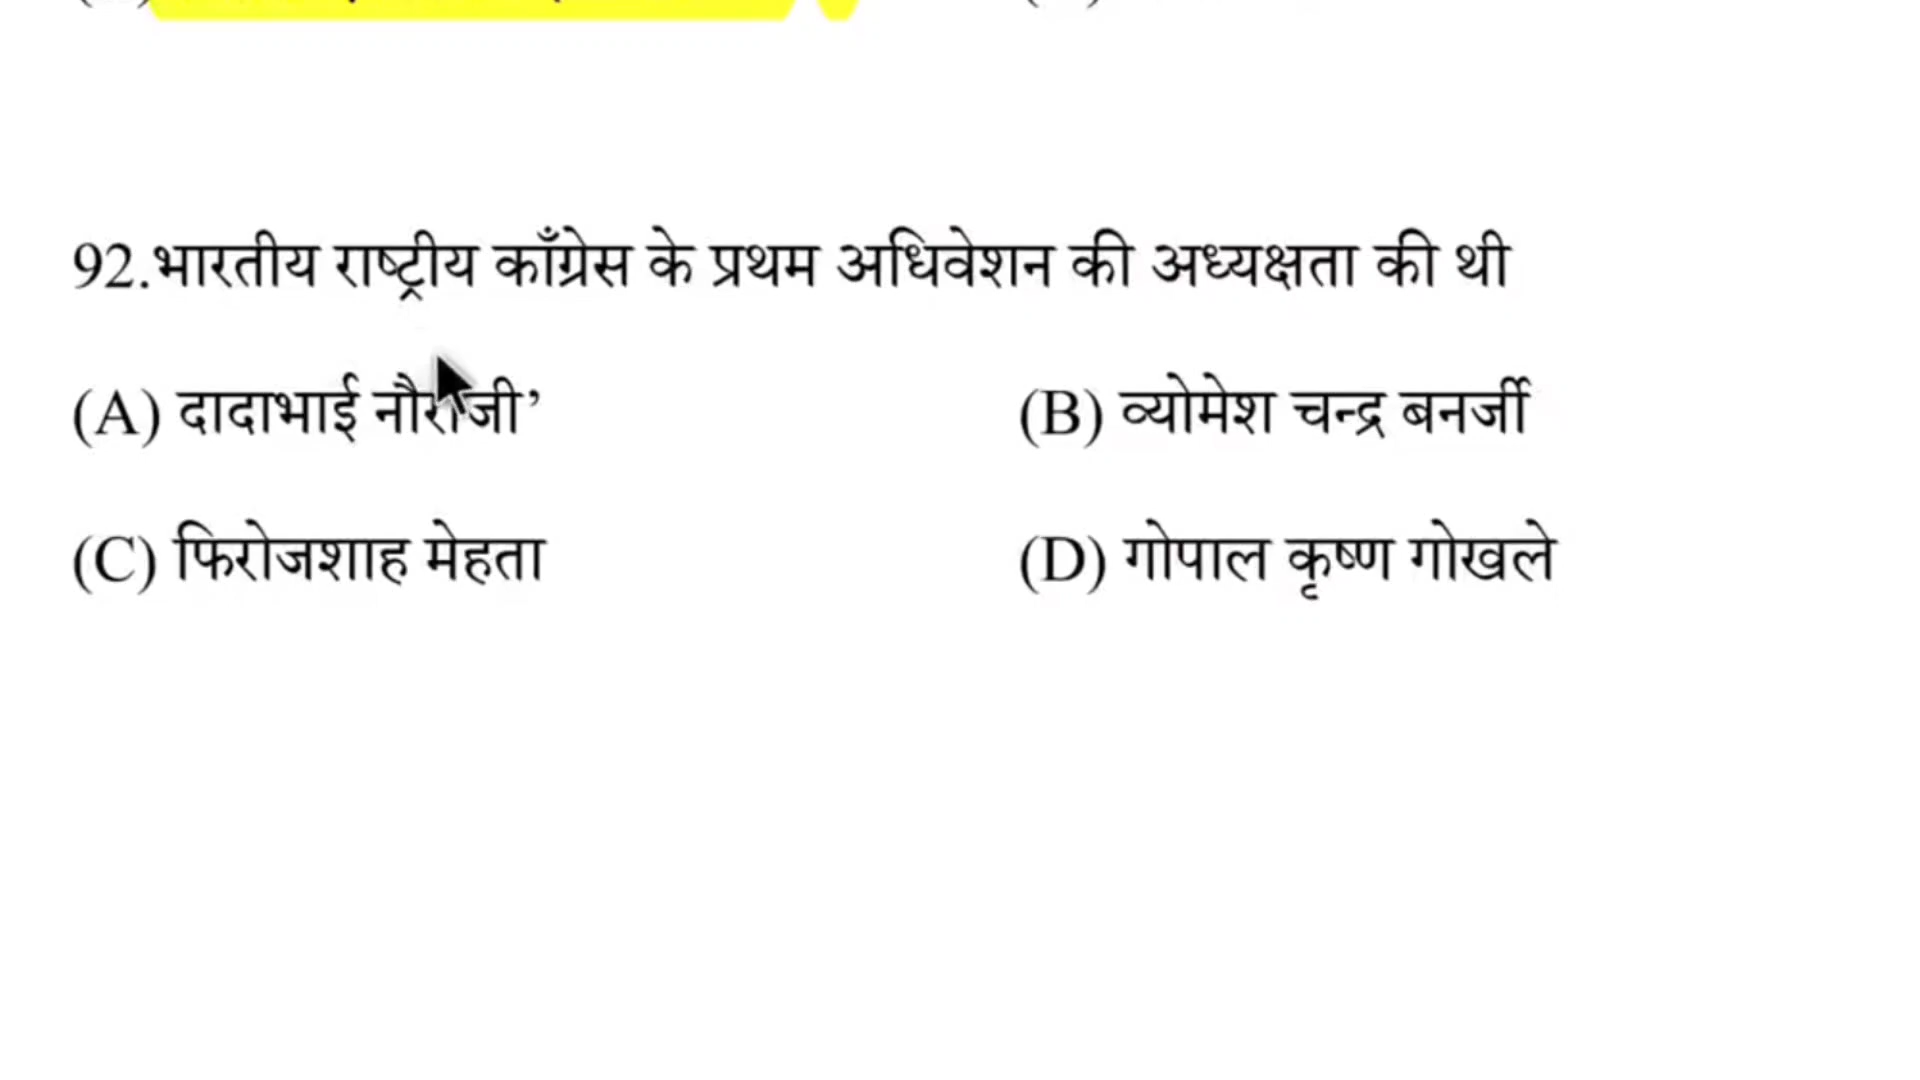 92.भारतीय राष्ट्रीय काँग्रेस के प्रथम अधिवेशन की अध्यक्षता की थी
(A) दादाभाई नौराजी’ (B) व्योमेश चन्द्र बनर्जी
(C) फिरोजशाह मेहता (D) गोपाल कृष्ण गोखले